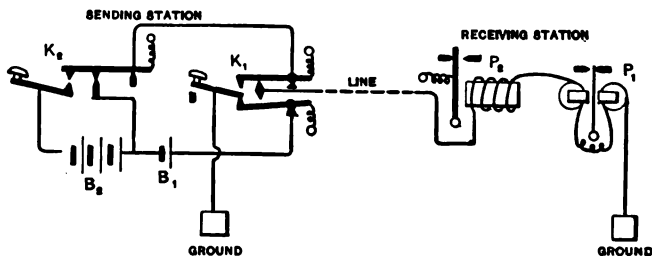 SENDING STATION
RECEIVING STATION
K2
K1
P2
P1
LINE
B2
B1
GROUND
GROUND